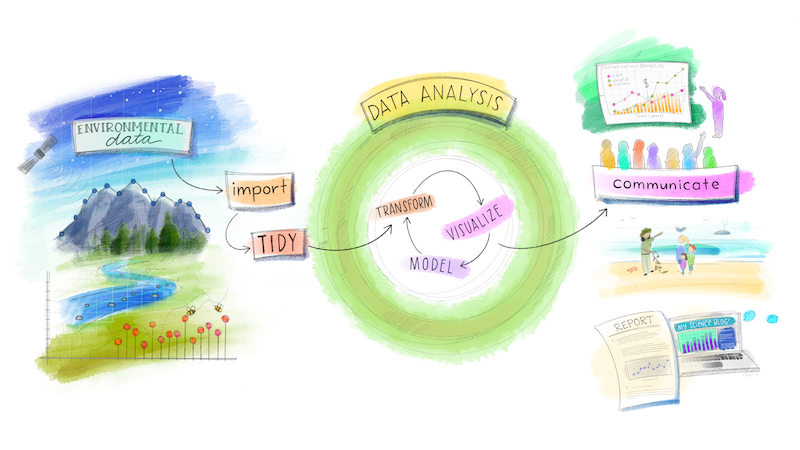 ENVIRONMENTAL
data
import
TIDY
DATA ANALYSIS
TRANSFORM
VISUALIZE
MODEL
Conservation Benefits
$
communicate
REPORT
MY SCIENCE BLOG!